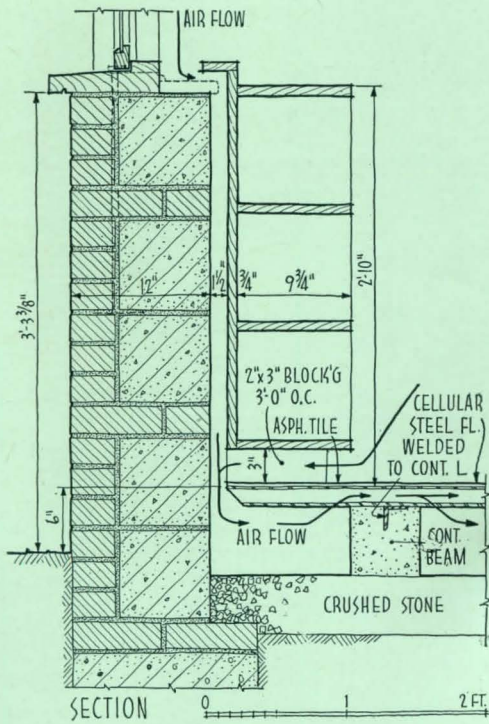 AIR FLOW
3'-3 3/8"
12"
1 1/2"
3/4"
9 3/4"
2'-10"
2"x3" BLOCK'G
3'-0" O.C.
ASPH. TILE
CELLULAR
STEEL FL.
WELDED
TO CONT. L
3"
6"
AIR FLOW
CONT.
BEAM
CRUSHED STONE
SECTION
0 1 2 FT.